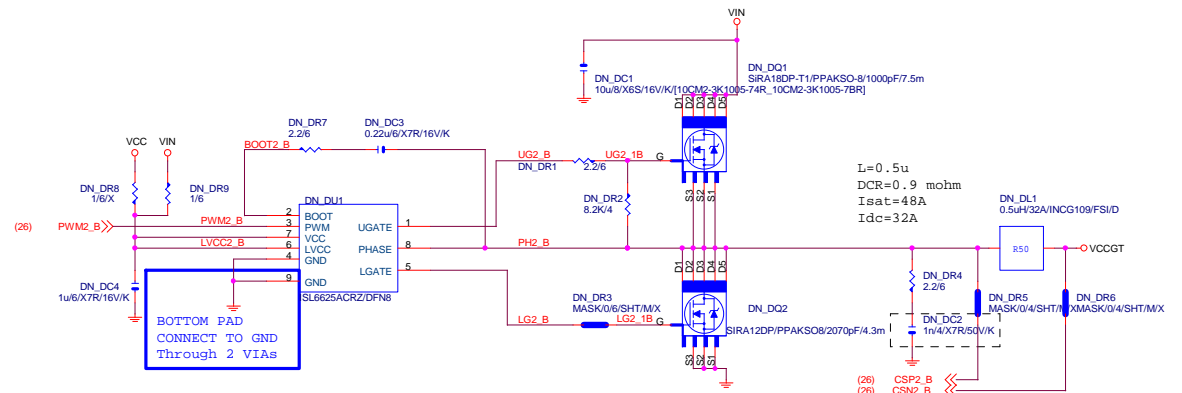 VIN
DN_DC1
10u/8/X6S/16V/K/[10CM2-3K1005-74R_10CM2-3K1005-7BR]
DN_DQ1
SiRA18DP-T1/PPAKSO-8/1000pF/7.5m
D1
D2
D3
D4
D5
G
S3
S2
S1
DN_DR7
2.2/6
DN_DC3
0.22u/6/X7R/16V/K
BOOT2_B
VCC
VIN
DN_DR8
1/6/X
DN_DR9
1/6
UG2_B
UG2_1B
DN_DR1
2.2/6
DN_DR2
8.2K/4
L=0.5u
DCR=0.9 mohm
Isat=48A
Idc=32A
DN_DL1
0.5uH/32A/INCG109/FSI/D
R50
VCCGT
(26)
PWM2_B
PWM2_B
LVCC2_B
DN_DU1
2
BOOT
3
PWM
7
VCC
6
LVCC
4
GND
9
GND
UGATE
1
PHASE
8
LGATE
5
ISL6625ACRZ/DFN8
PH2_B
DN_DC4
1u/6/X7R/16V/K
BOTTOM PAD
CONNECT TO GND
Through 2 VIAs
LG2_B
DN_DR3
MASK/0/6/SHT/M/X
LG2_1B
D1
D2
D3
D4
D5
G
S3
S2
S1
DN_DQ2
SIRA12DP/PPAKSO8/2070pF/4.3m
DN_DR4
2.2/6
DN_DC2
1n/4/X7R/50V/K
DN_DR5
MASK/0/4/SHT/M/X
DN_DR6
MASK/0/4/SHT/M/X
(26)
CSP2_B
(26)
CSN2_B